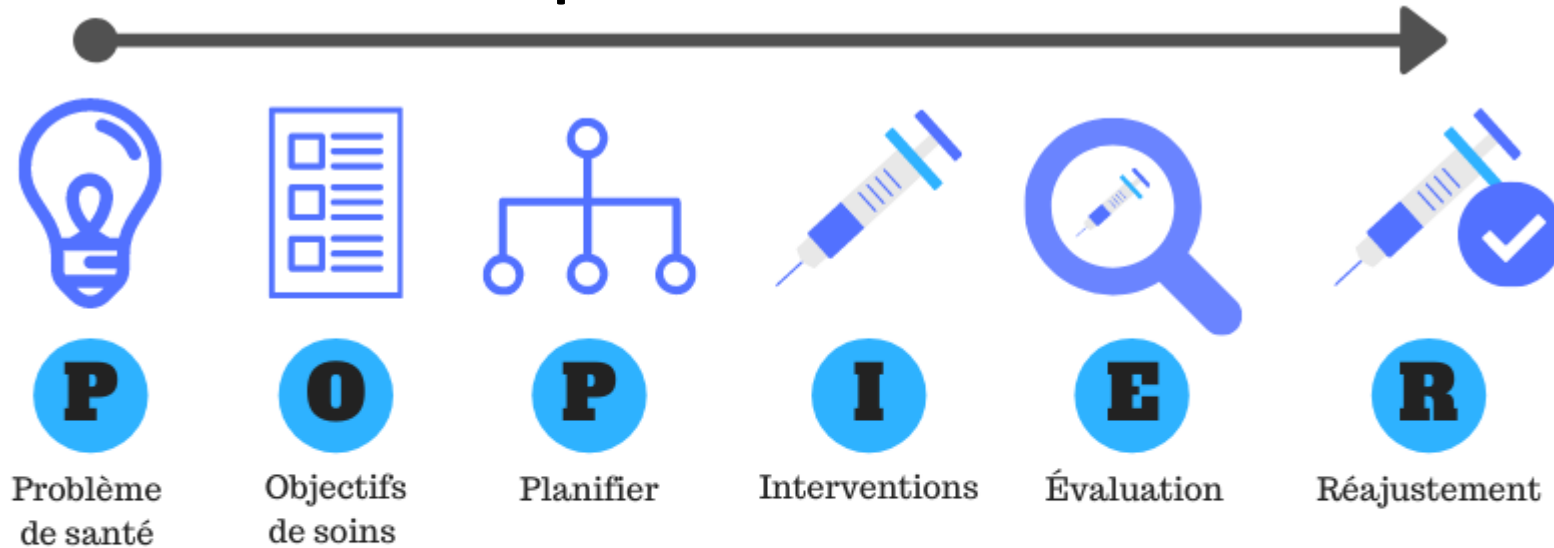 P O P I E R
Problème Objectifs Planifier Interventions Évaluation Réajustement
de santé de soins